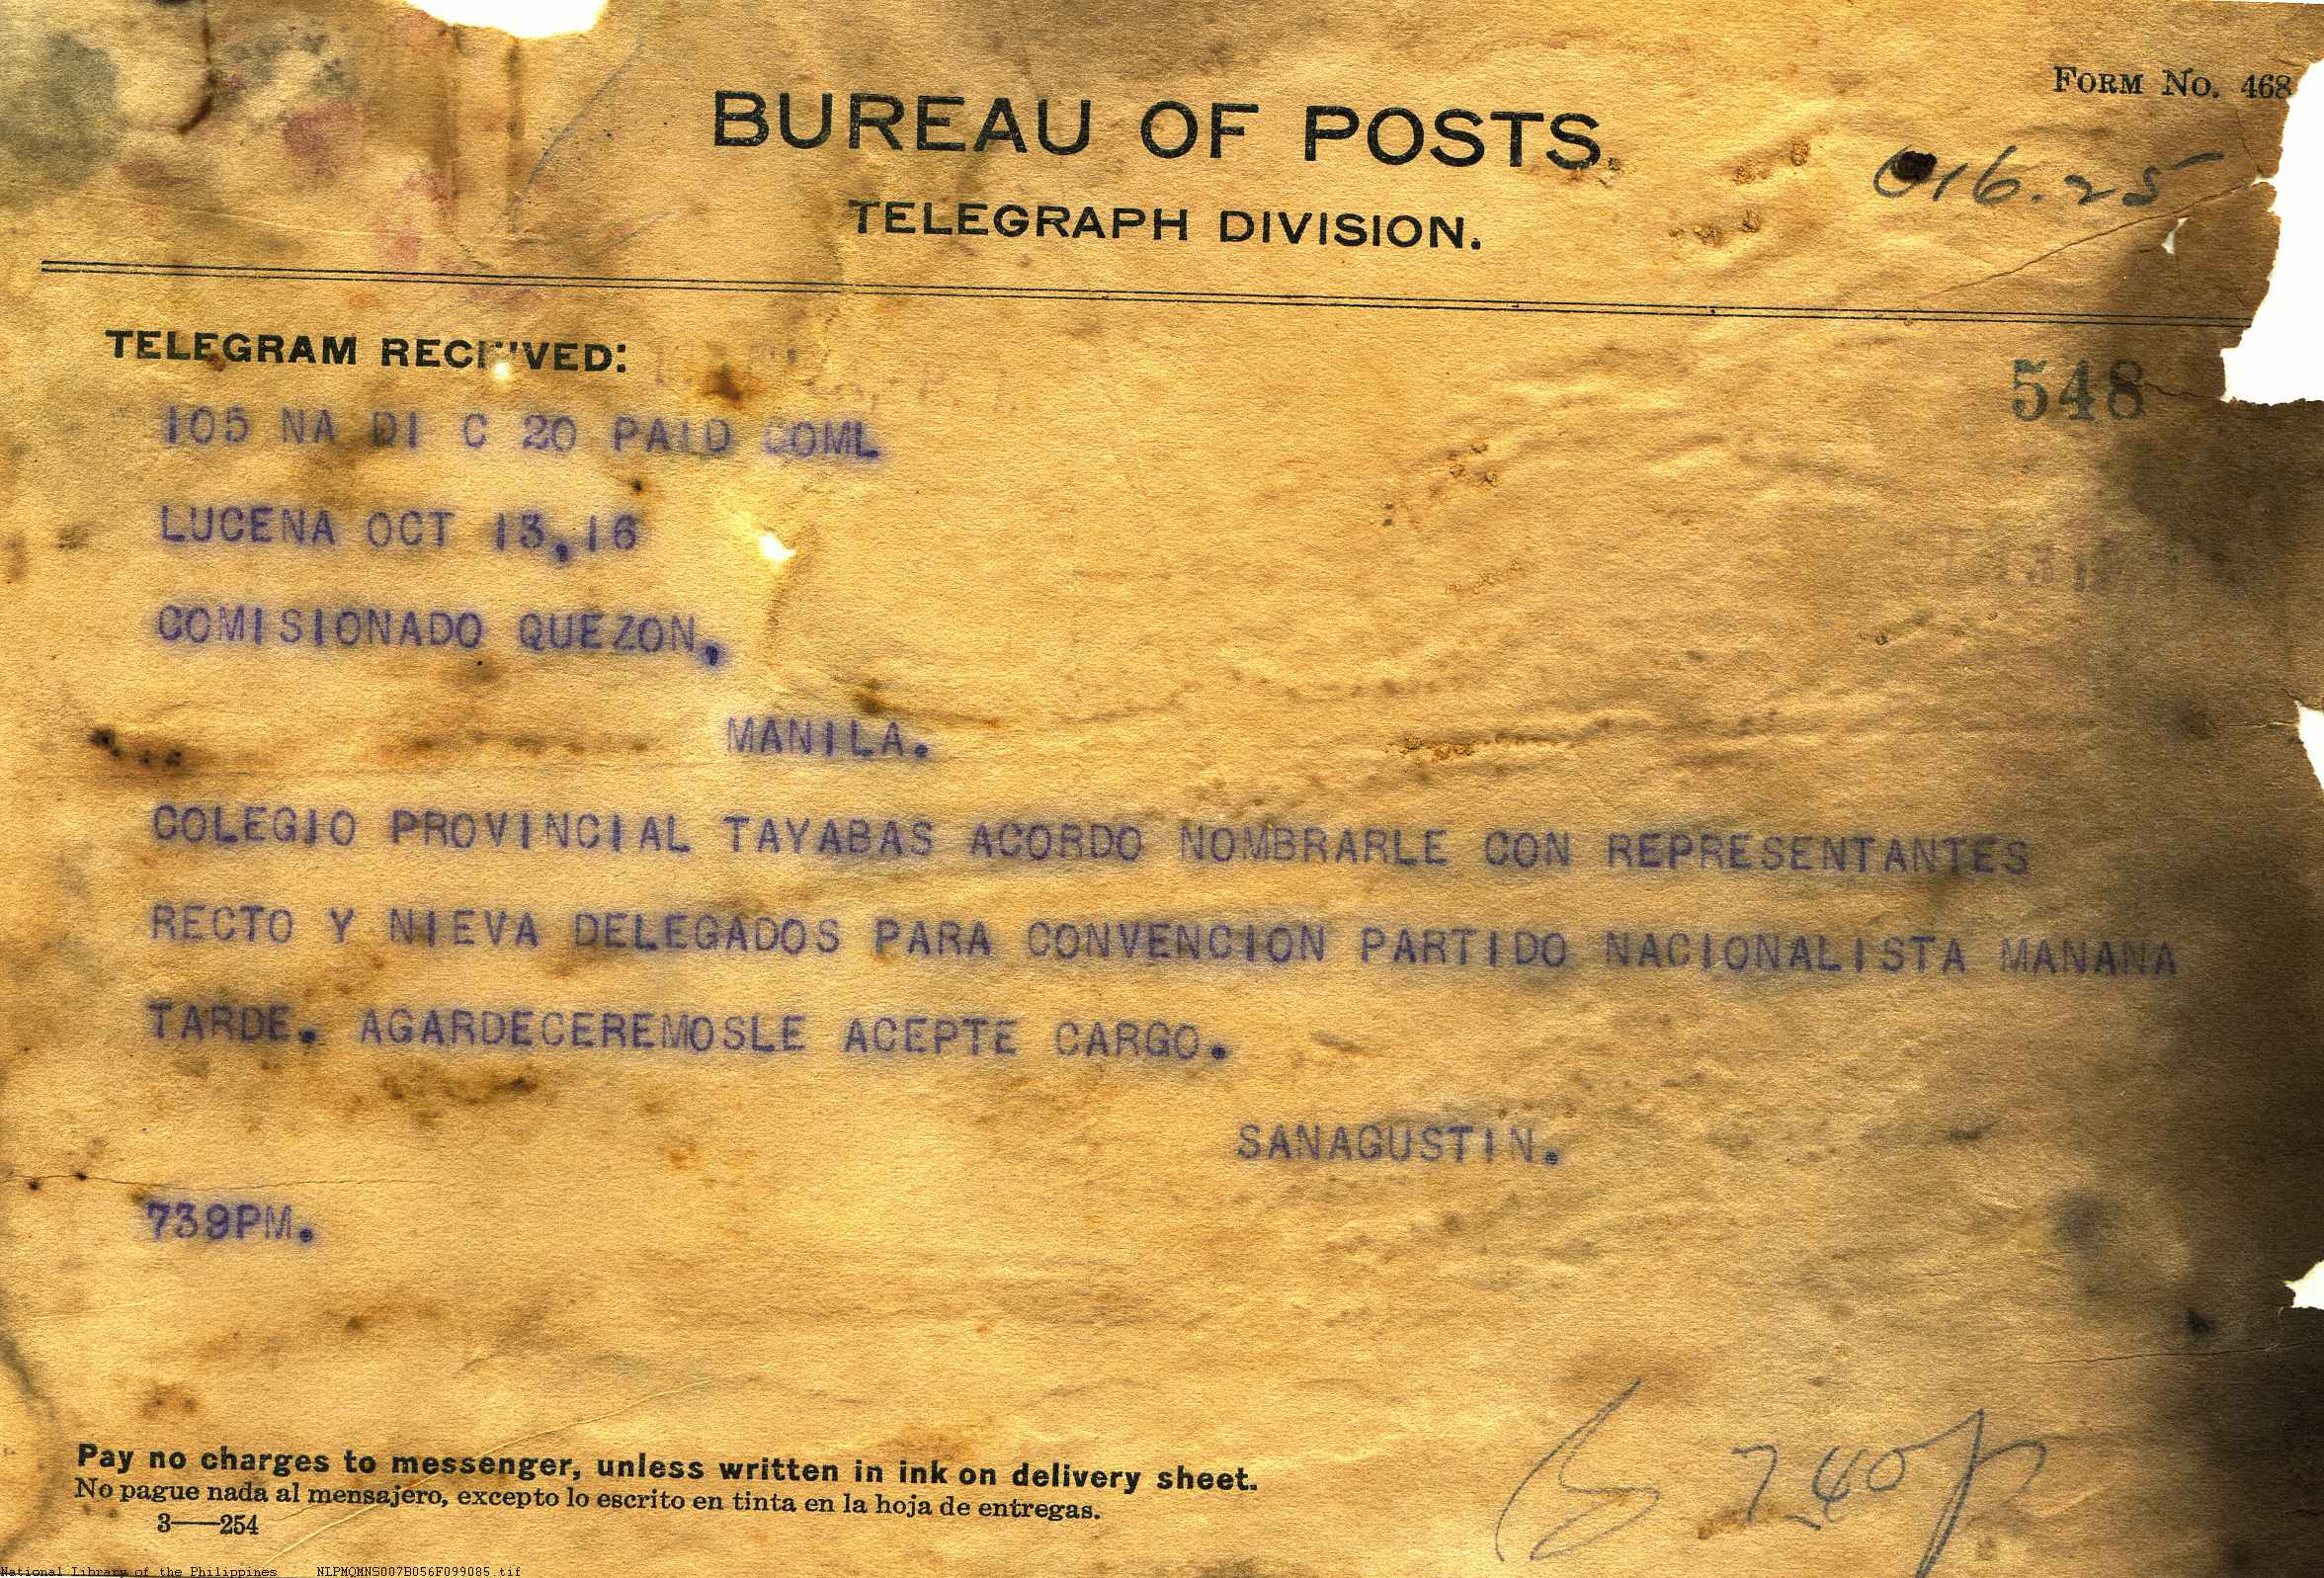 FORM NO. 468
BUREAU OF POSTS.
016.25
TELEGRAPH DIVISION.
TELEGRAM RECEIVED:
548
105 NA DI C 20 PAID COML
LUCENA OCT 13,16
COMISIONADO QUEZON,
MANILA.
COLEGIO PROVINCIAL TAYABAS ACORDO NOMBRARLE CON REPRESENTANTES
RECTO Y NIEVA DELEGADOS PARA CONVENCION PARTIDO NACIONALISTA MANANA
TARDE. AGARDECEREMOSLE ACEPTE CARGO.
SANAGUSTIN.
739PM.
Pay no charges to messenger, unless written in ink on delivery sheet.
No pague nada al mensajero, excepto lo escrito en tinta en la hoja de entregas.
3—254
740p
National Library of the Philippines NLPMQMNS007B056F099085.tif